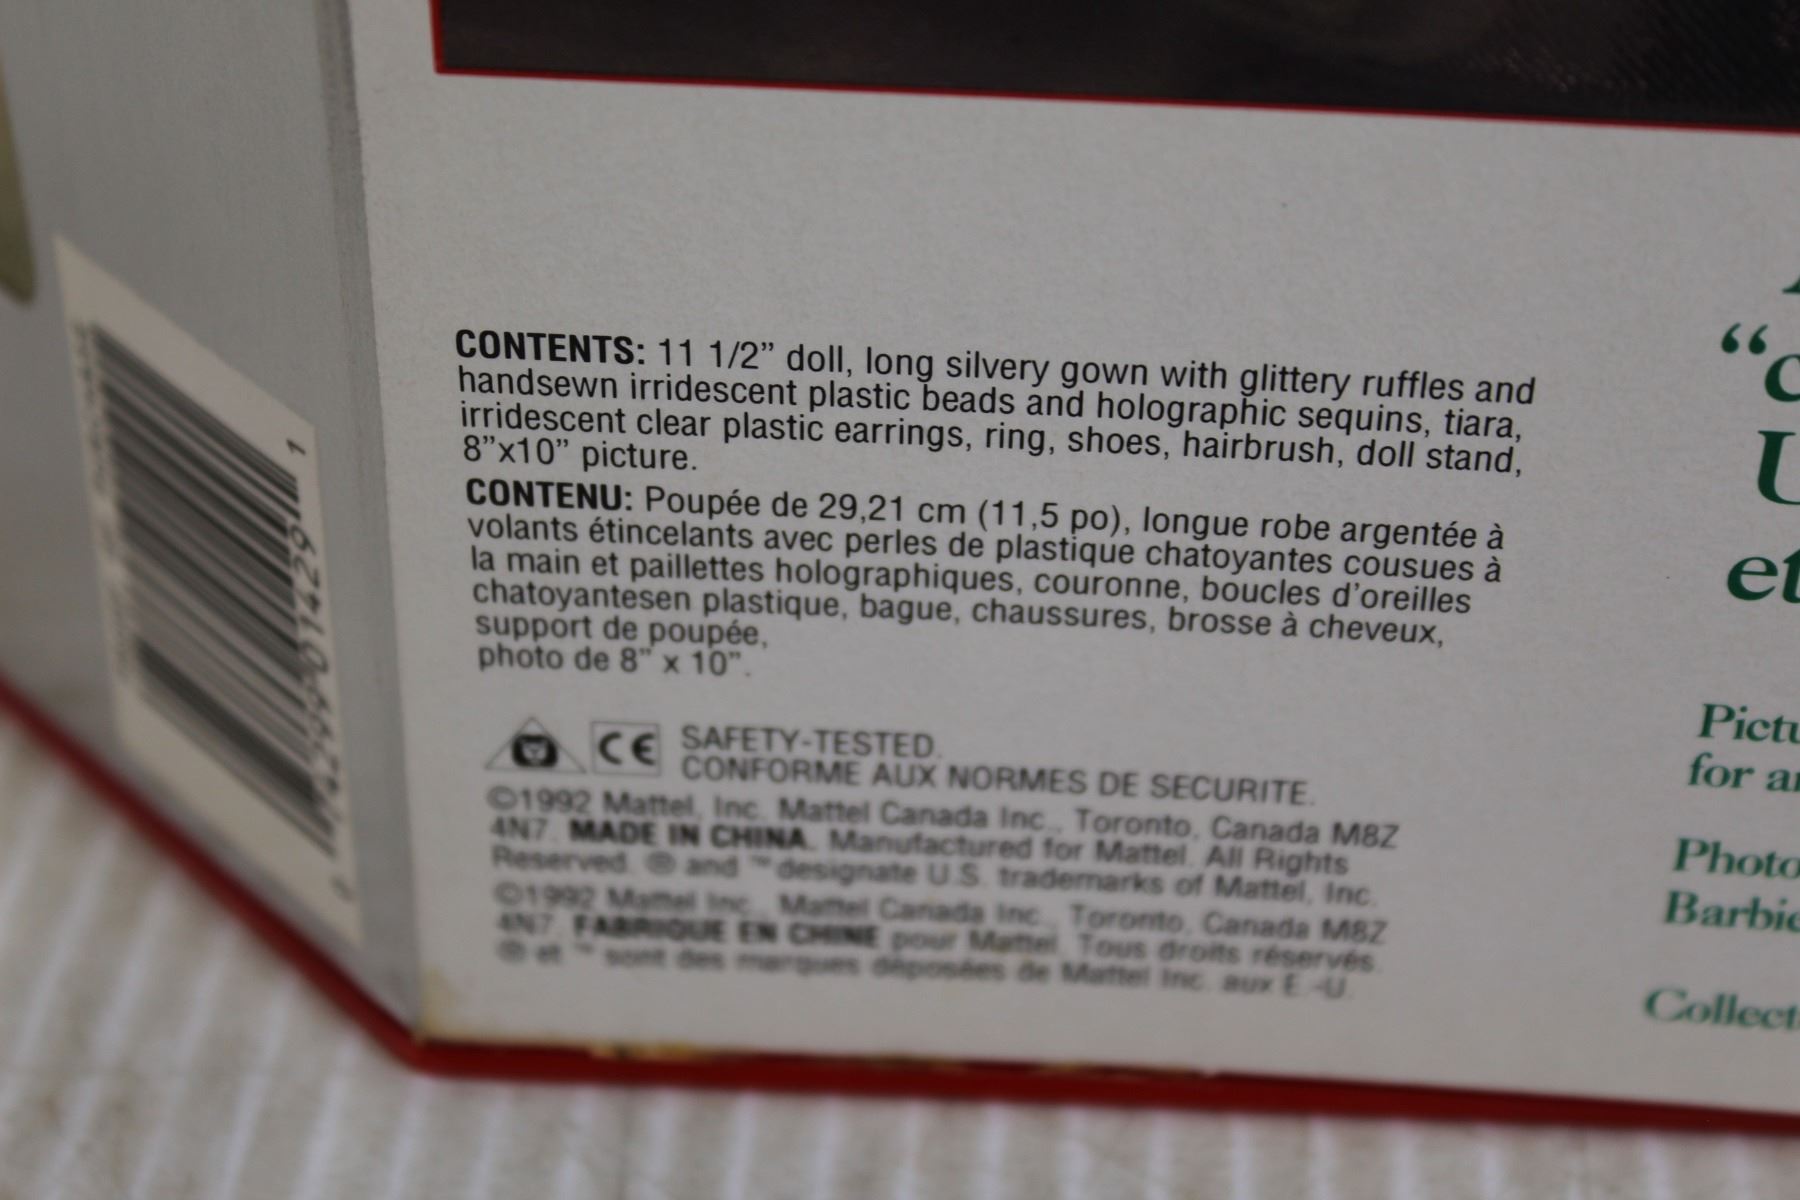 CONTENTS: 11 1/2” doll, long silvery gown with glittery ruffles and
handsewn irridescent plastic beads and holographic sequins, tiara,
irridescent clear plastic earrings, ring, shoes, hairbrush, doll stand,
8”x10” picture.
CONTENU: Poupée de 29,21 cm (11,5 po), longue robe argentée à
volants étincelants avec perles de plastique chatoyantes cousues à
la main et paillettes holographiques, couronne, boucles d’oreilles
chatoyantesen plastique, bague, chaussures, brosse à cheveux,
support de poupée,
photo de 8” x 10”.
CE SAFETY-TESTED.
CONFORME AUX NORMES DE SECURITE.
©1992 Mattel, Inc. Mattel Canada Inc., Toronto, Canada M8Z
4N7. MADE IN CHINA. Manufactured for Mattel. All Rights
Reserved. ® and ™ designate U.S. trademarks of Mattel, Inc.
©1992 Mattel Inc., Mattel Canada Inc., Toronto, Canada M8Z
4N7. FABRIQUE EN CHINE pour Mattel. Tous droits réservés.
® et ™ sont des marques déposées de Mattel Inc. aux E.-U.
“c
U
et
Pictu
for a
Photo
Barbie
Collect
01429 1